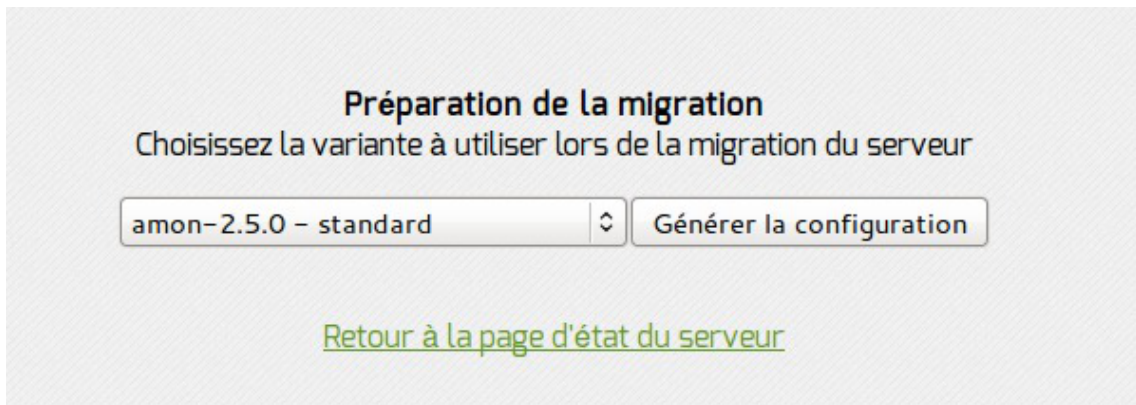 Préparation de la migration
Choisissez la variante à utiliser lors de la migration du serveur
amon-2.5.0 - standard Générer la configuration
Retour à la page d'état du serveur